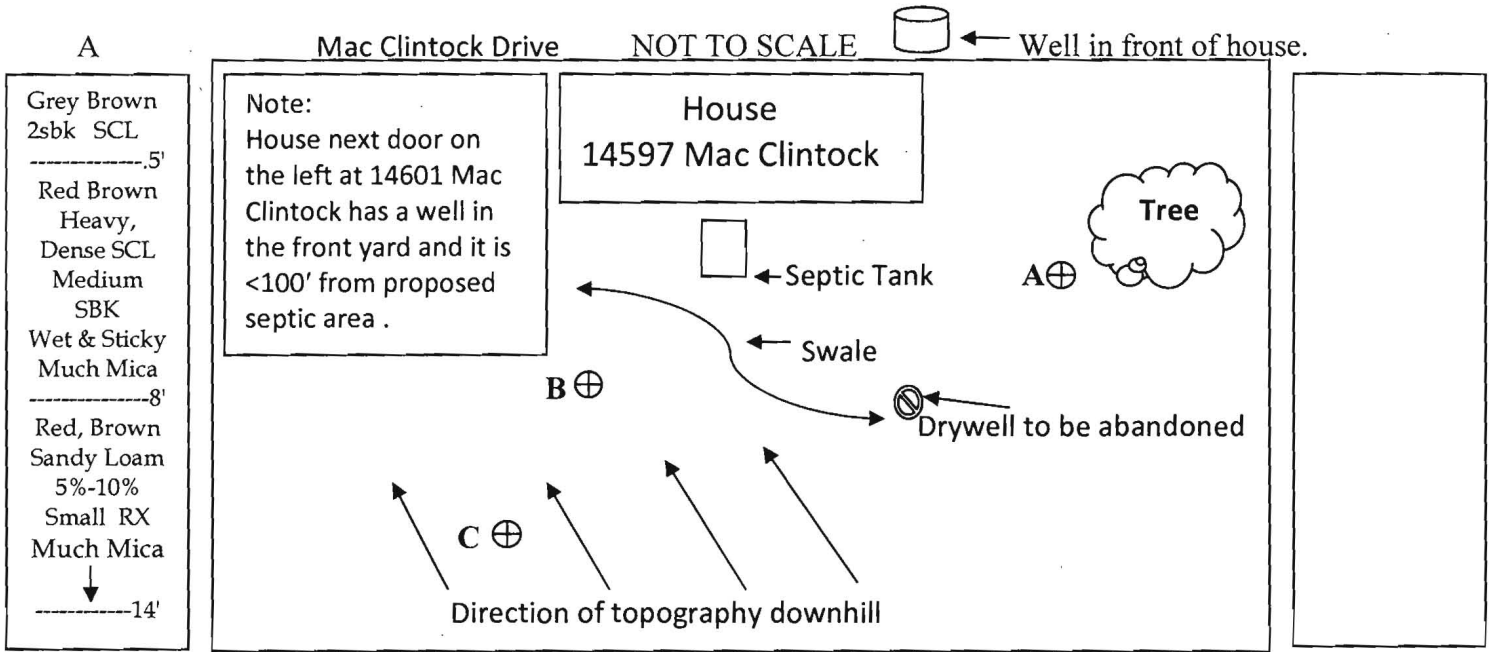 A
Mac Clintock Drive NOT TO SCALE
Well in front of house.
Grey Brown
2sbk SCL
--------------.5'
Red Brown
Heavy,
Dense SCL
Medium
SBK
Wet & Sticky
Much Mica
---------------8'
Red, Brown
Sandy Loam
5%-10%
Small RX
Much Mica
-------------14'
Note:
House next door on
the left at 14601 Mac
Clintock has a well in
the front yard and it is
<100' from proposed
septic area .
House
14597 Mac Clintock
Tree
Septic Tank
A
Swale
B
Drywell to be abandoned
C
Direction of topography downhill